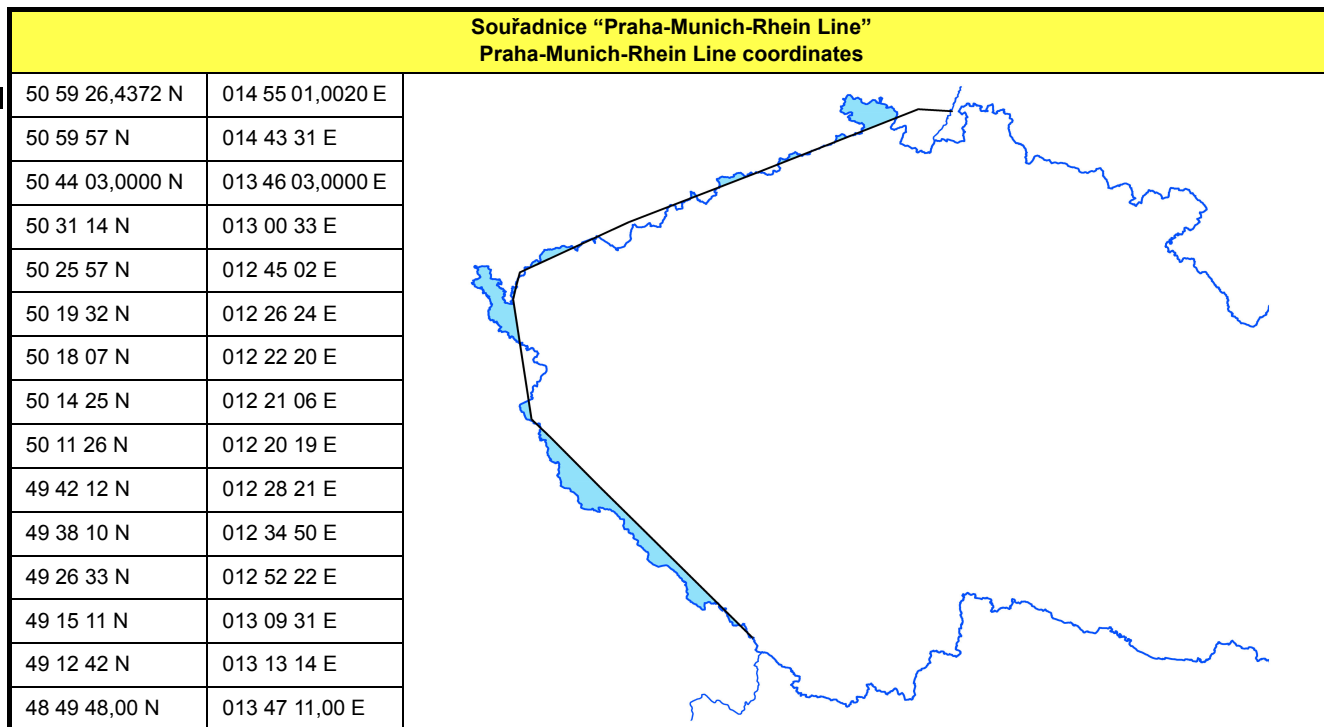 Souřadnice “Praha-Munich-Rhein Line”
Praha-Munich-Rhein Line coordinates
50 59 26,4372 N 014 55 01,0020 E
50 59 57 N 014 43 31 E
50 44 03,0000 N 013 46 03,0000 E
50 31 14 N 013 00 33 E
50 25 57 N 012 45 02 E
50 19 32 N 012 26 24 E
50 18 07 N 012 22 20 E
50 14 25 N 012 21 06 E
50 11 26 N 012 20 19 E
49 42 12 N 012 28 21 E
49 38 10 N 012 34 50 E
49 26 33 N 012 52 22 E
49 15 11 N 013 09 31 E
49 12 42 N 013 13 14 E
48 49 48,00 N 013 47 11,00 E